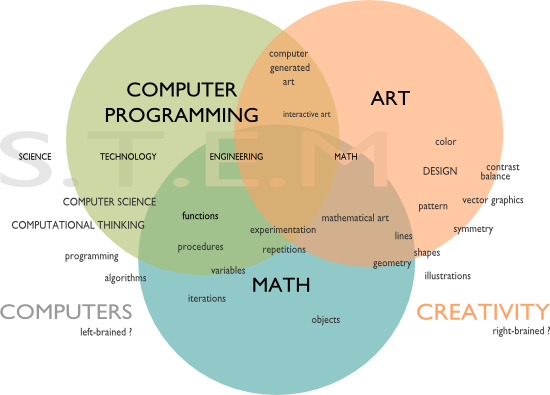 computer
generated
art
COMPUTER
PROGRAMMING
ART
interactive art
color
S.T.E.M
SCIENCE
TECHNOLOGY
ENGINEERING
MATH
DESIGN
contrast
balance
COMPUTER SCIENCE
vector graphics
pattern
functions
mathematical art
COMPUTATIONAL THINKING
experimentation
symmetry
lines
procedures
repetitions
shapes
programming
geometry
variables
algorithms
illustrations
MATH
iterations
COMPUTERS
CREATIVITY
objects
left-brained ?
right-brained ?